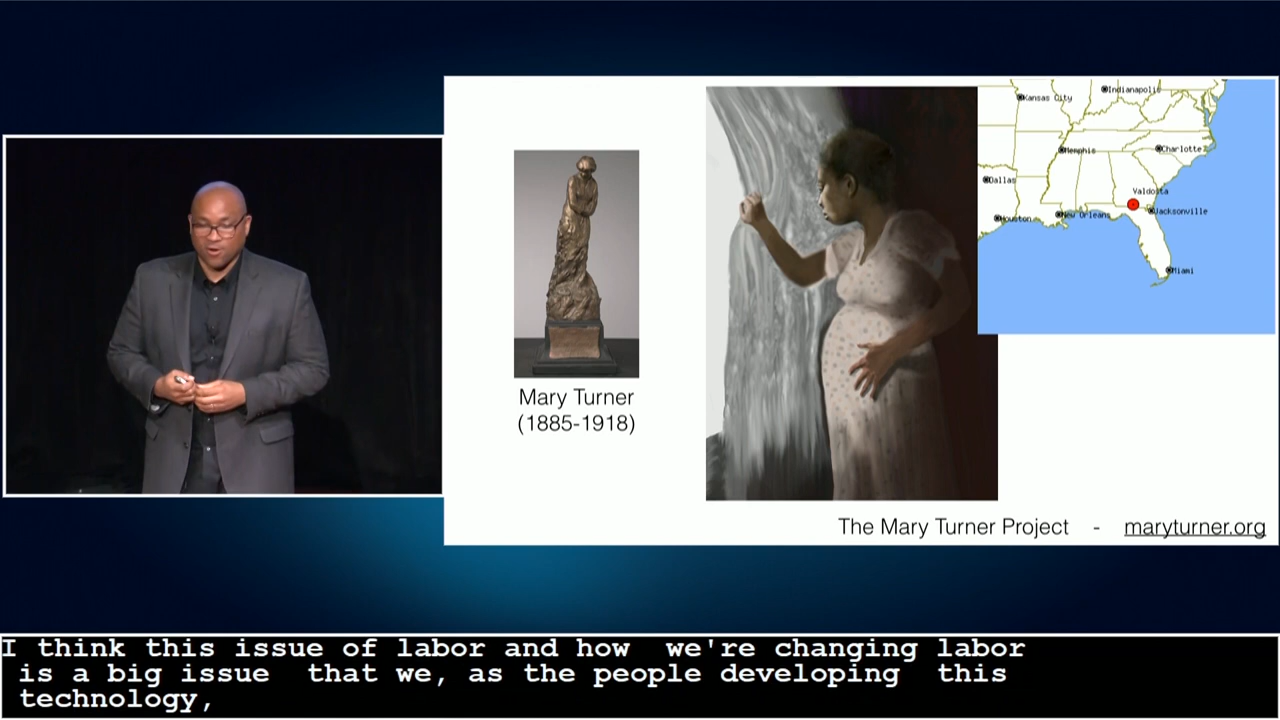 Kansas City
Indianapolis
Memphis
Charlotte
Dallas
Valdosta
Houston
New Orleans
Jacksonville
Miami
Mary Turner
(1885-1918)
The Mary Turner Project - maryturner.org
I think this issue of labor and how we're changing labor
is a big issue that we, as the people developing this
technology,